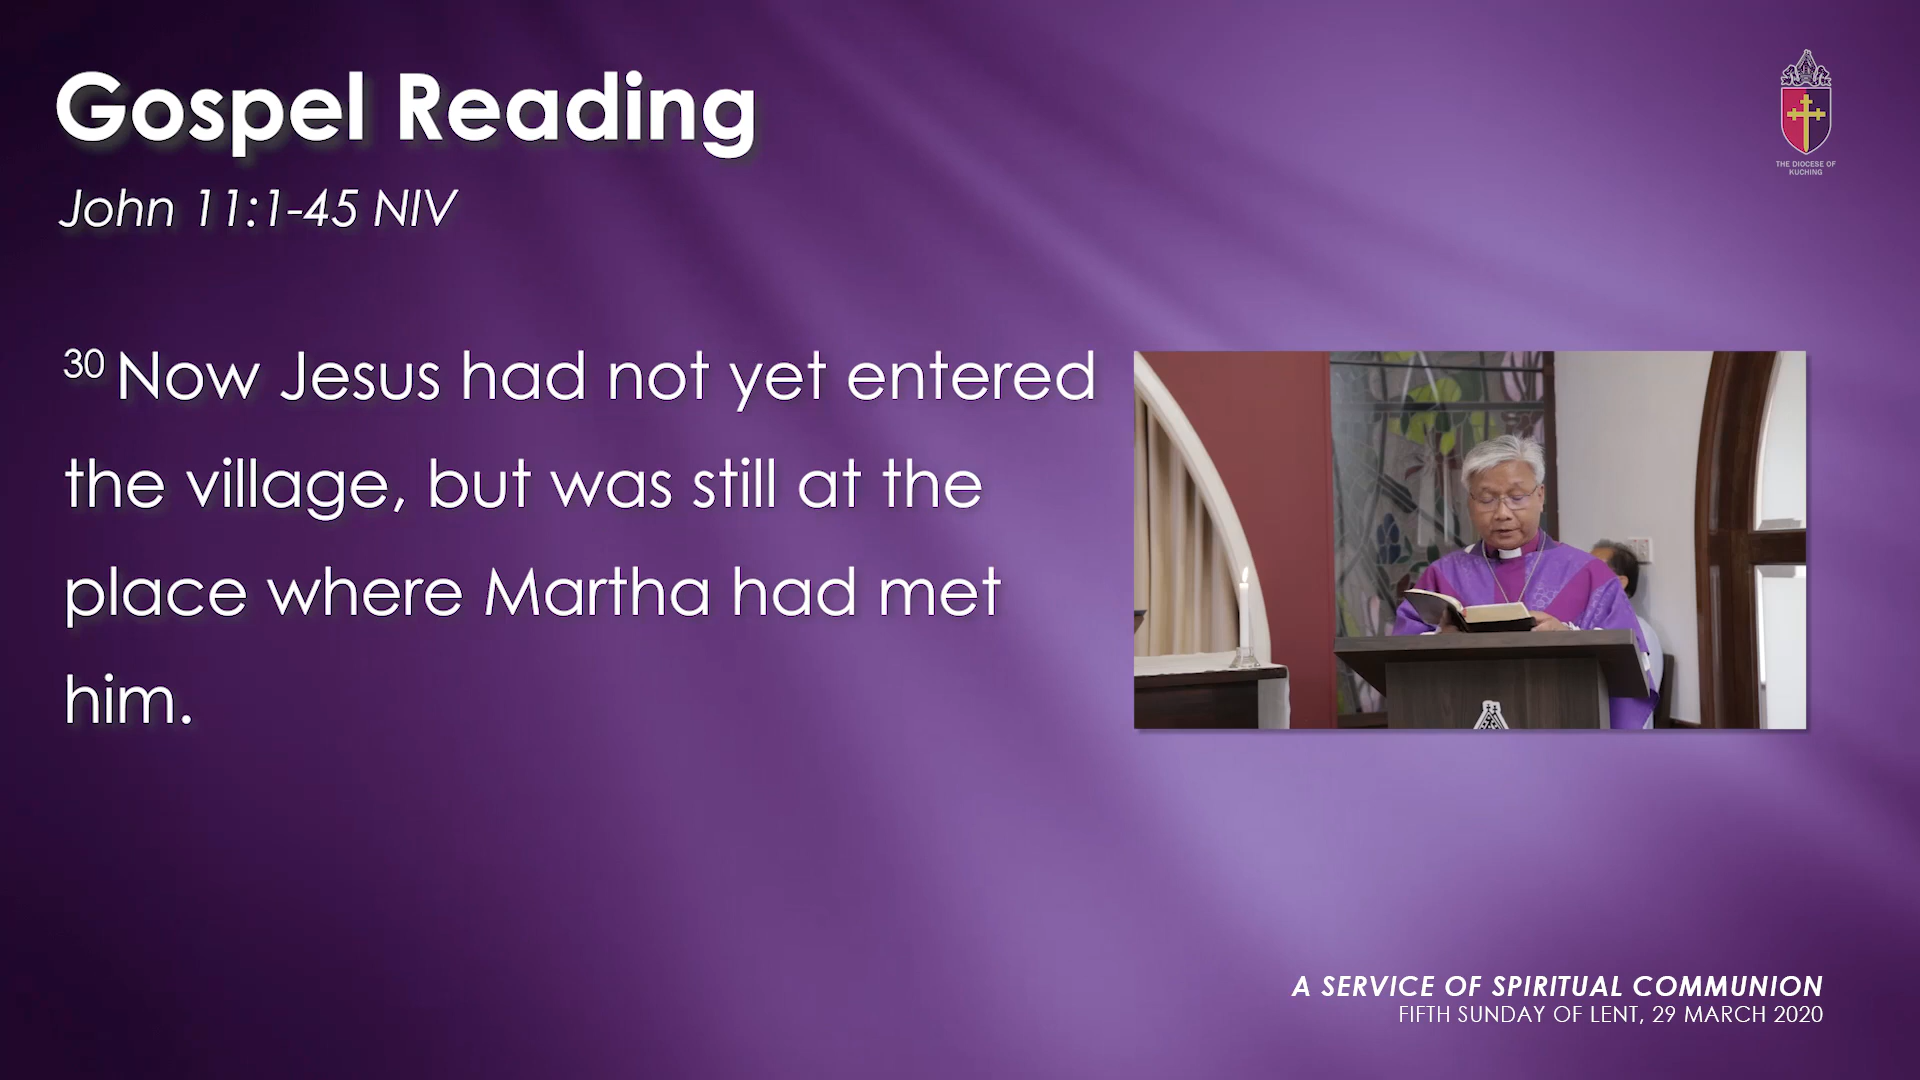 Gospel Reading
John 11:1-45 NIV
THE DIOCESE OF
KUCHING
30 Now Jesus had not yet entered
the village, but was still at the
place where Martha had met
him.
A SERVICE OF SPIRITUAL COMMUNION
FIFTH SUNDAY OF LENT, 29 MARCH 2020